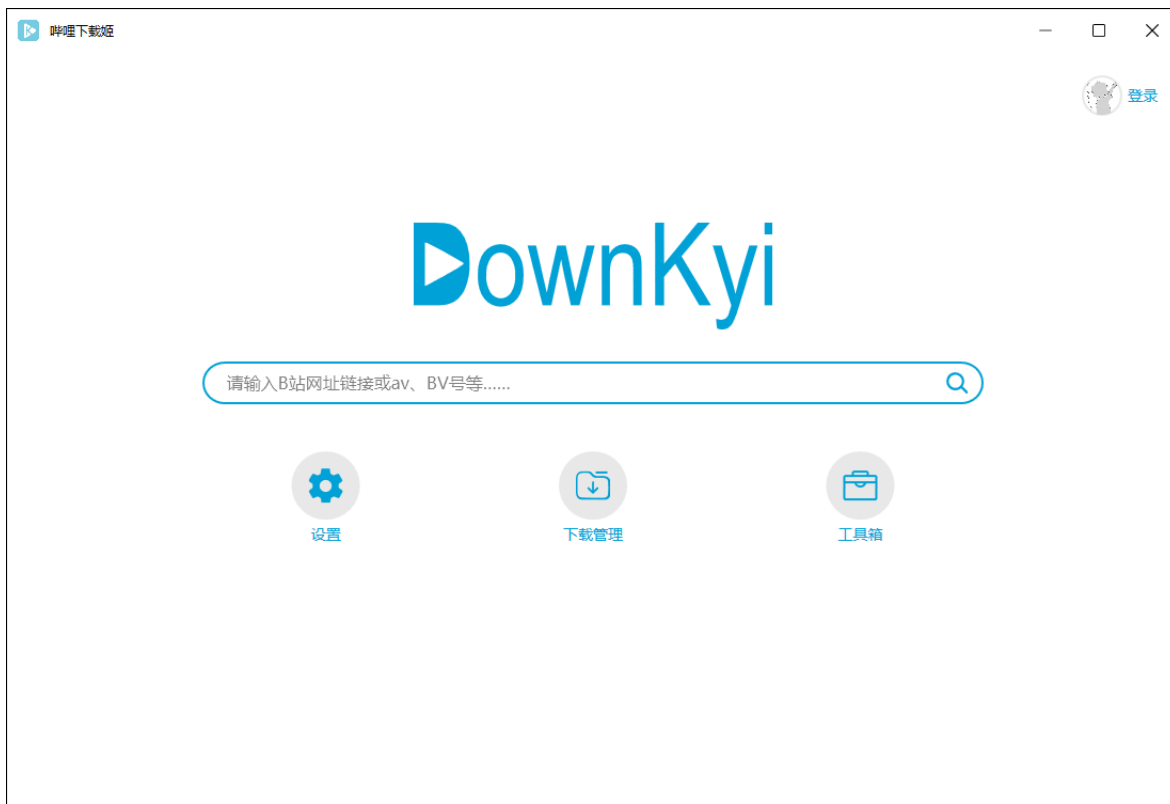 哔哩下载姬
登录
DownKyi
请输入B站网址链接或av、BV号等......
设置
下载管理
工具箱